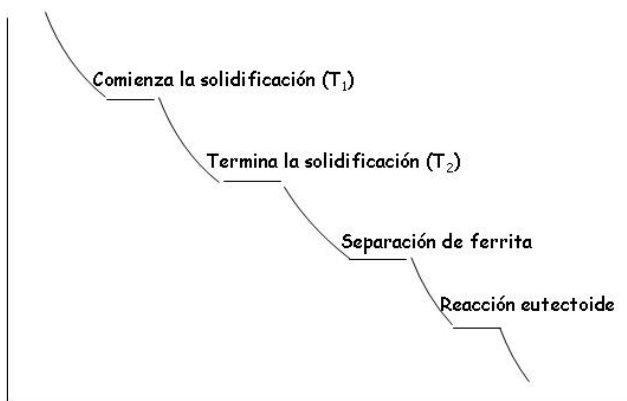 Comienza la solidificación (T₁)
Termina la solidificación (T₂)
Separación de ferrita
Reacción eutectoide